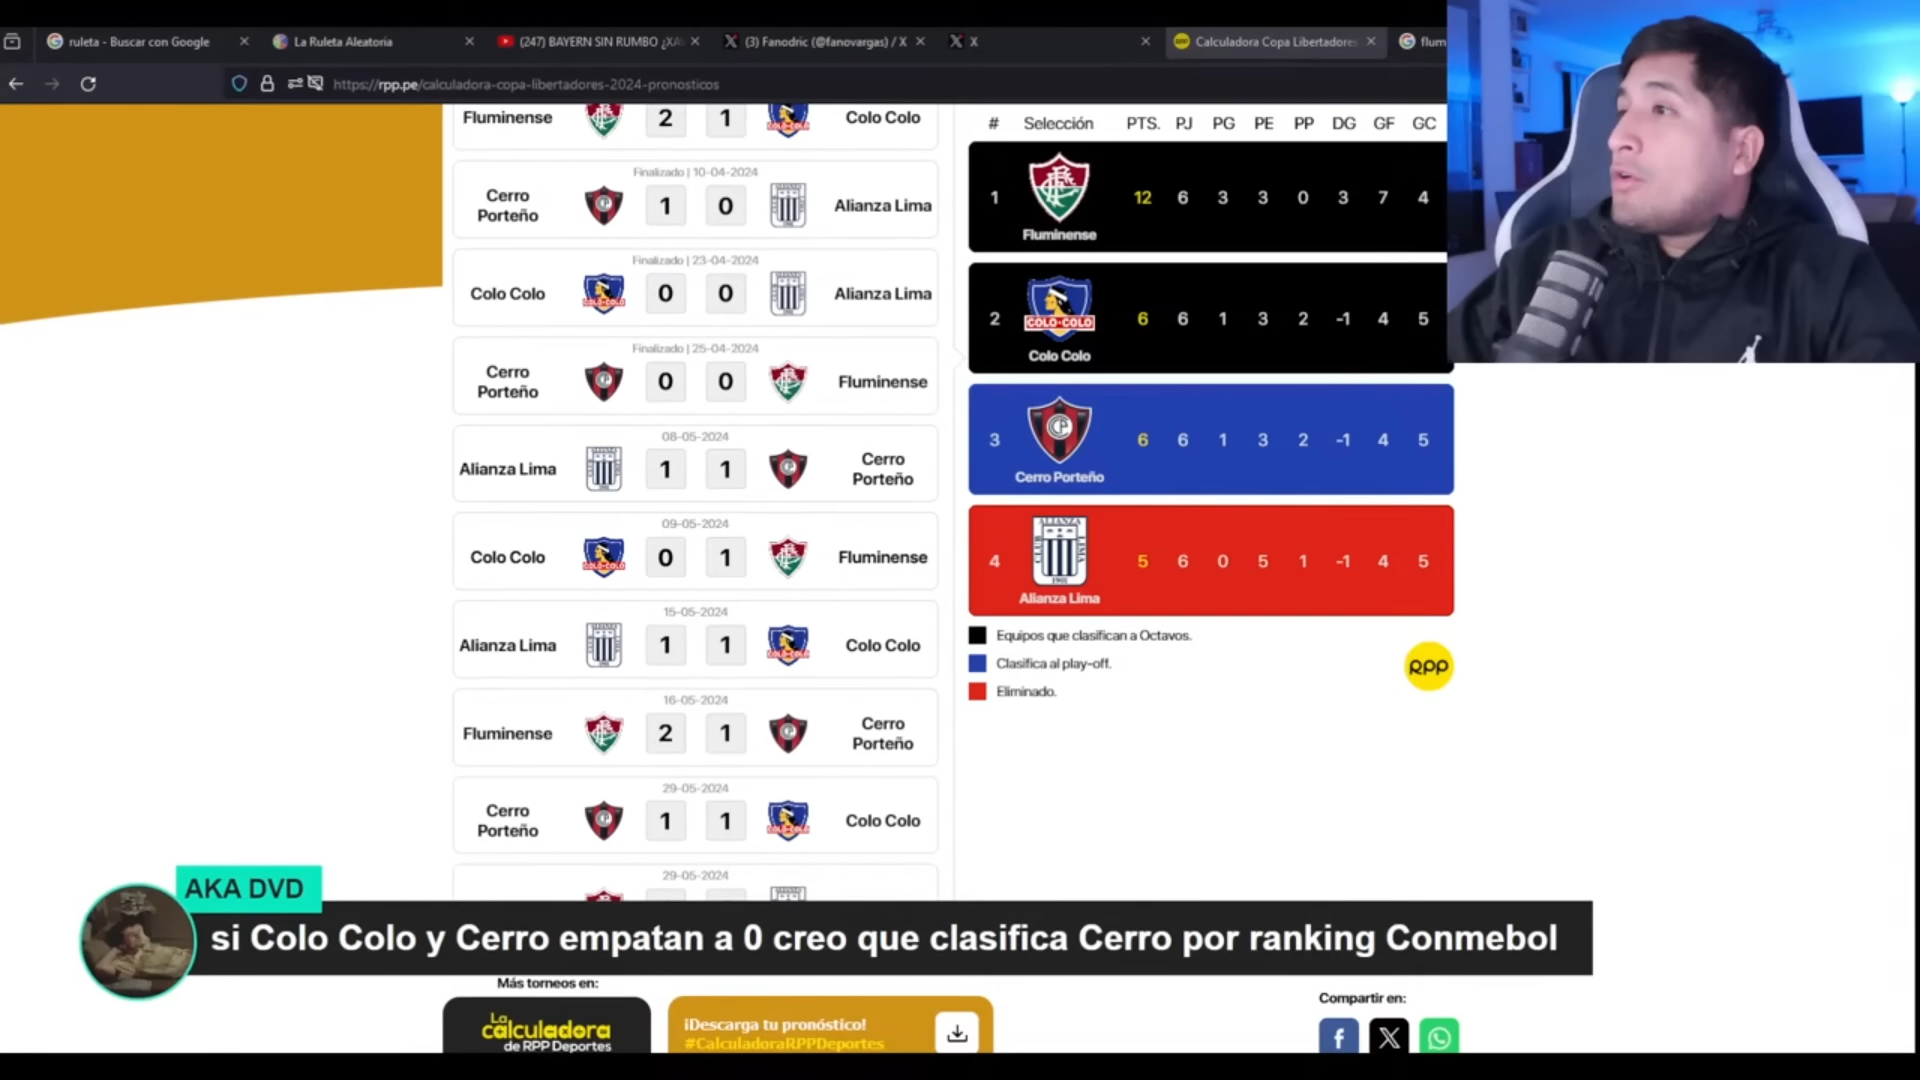 ruleta - Buscar con Google
La Ruleta Aleatoria
(247) BAYERN SIN RUMBO ¿XA
(3) Fanodric (@fanovargas) / X
X
Calculadora Copa Libertadores
flum
https://rpp.pe/calculadora-copa-libertadores-2024-pronosticos
Fluminense 2 1 Colo Colo
Finalizado | 10-04-2024
Cerro Porteño 1 0 Alianza Lima
Finalizado | 23-04-2024
Colo Colo 0 0 Alianza Lima
Finalizado | 25-04-2024
Cerro Porteño 0 0 Fluminense
08-05-2024
Alianza Lima 1 1 Cerro Porteño
09-05-2024
Colo Colo 0 1 Fluminense
15-05-2024
Alianza Lima 1 1 Colo Colo
16-05-2024
Fluminense 2 1 Cerro Porteño
29-05-2024
Cerro Porteño 1 1 Colo Colo
29-05-2024
# Selección PTS. PJ PG PE PP DG GF GC
1 Fluminense 12 6 3 3 0 3 7 4
2 Colo Colo 6 6 1 3 2 -1 4 5
3 Cerro Porteño 6 6 1 3 2 -1 4 5
4 Alianza Lima 5 6 0 5 1 -1 4 5
Equipos que clasifican a Octavos.
Clasifica al play-off.
Eliminado.
rpp
AKA DVD
si Colo Colo y Cerro empatan a 0 creo que clasifica Cerro por ranking Conmebol
Más torneos en:
La calculadora
de RPP Deportes
¡Descarga tu pronóstico!
#CalculadoraRPPDeportes
Compartir en: